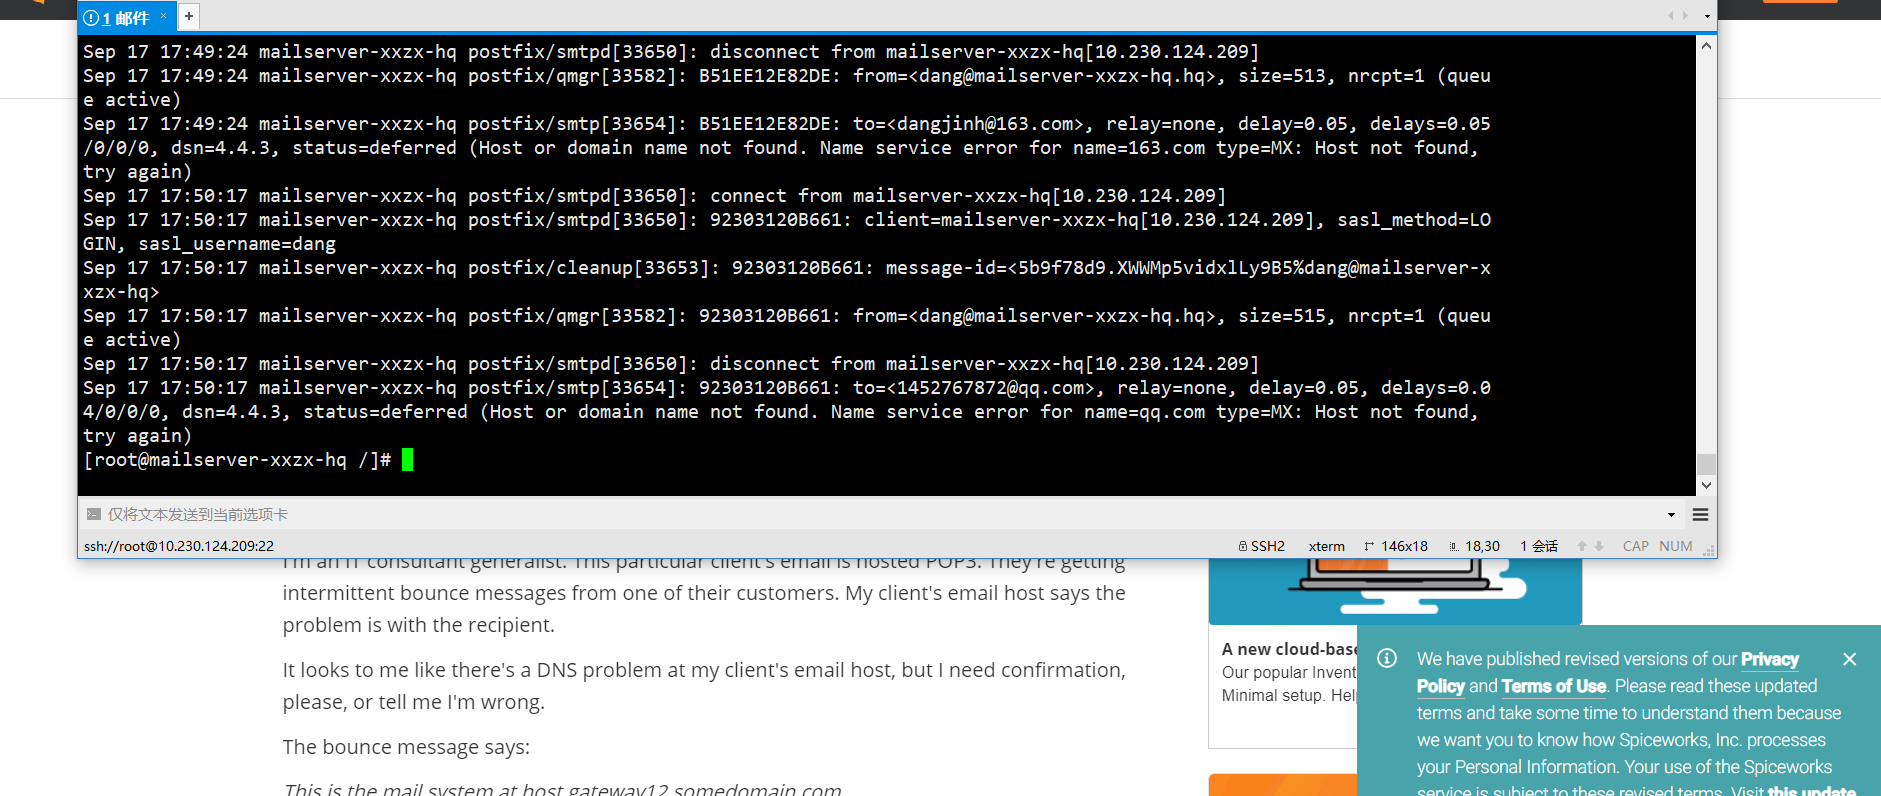 1 邮件 × +
Sep 17 17:49:24 mailserver-xxzx-hq postfix/smtpd[33650]: disconnect from mailserver-xxzx-hq[10.230.124.209]
Sep 17 17:49:24 mailserver-xxzx-hq postfix/qmgr[33582]: B51EE12E82DE: from=<dang@mailserver-xxzx-hq.hq>, size=513, nrcpt=1 (queu
e active)
Sep 17 17:49:24 mailserver-xxzx-hq postfix/smtp[33654]: B51EE12E82DE: to=<dangjinh@163.com>, relay=none, delay=0.05, delays=0.05
/0/0/0, dsn=4.4.3, status=deferred (Host or domain name not found. Name service error for name=163.com type=MX: Host not found,
try again)
Sep 17 17:50:17 mailserver-xxzx-hq postfix/smtpd[33650]: connect from mailserver-xxzx-hq[10.230.124.209]
Sep 17 17:50:17 mailserver-xxzx-hq postfix/smtpd[33650]: 92303120B661: client=mailserver-xxzx-hq[10.230.124.209], sasl_method=LO
GIN, sasl_username=dang
Sep 17 17:50:17 mailserver-xxzx-hq postfix/cleanup[33653]: 92303120B661: message-id=<5b9f78d9.XWWMp5vidxlLy9B5%dang@mailserver-x
xzx-hq>
Sep 17 17:50:17 mailserver-xxzx-hq postfix/qmgr[33582]: 92303120B661: from=<dang@mailserver-xxzx-hq.hq>, size=515, nrcpt=1 (queu
e active)
Sep 17 17:50:17 mailserver-xxzx-hq postfix/smtpd[33650]: disconnect from mailserver-xxzx-hq[10.230.124.209]
Sep 17 17:50:17 mailserver-xxzx-hq postfix/smtp[33654]: 92303120B661: to=<1452767872@qq.com>, relay=none, delay=0.05, delays=0.0
4/0/0/0, dsn=4.4.3, status=deferred (Host or domain name not found. Name service error for name=qq.com type=MX: Host not found,
try again)
[root@mailserver-xxzx-hq /]#
仅将文本发送到当前选项卡
ssh://root@10.230.124.209:22 SSH2 xterm 146x18 18,30 1 会话 CAP NUM
I'm an IT consultant generalist. This particular client's email is hosted POP3. They're getting
intermittent bounce messages from one of their customers. My client's email host says the
problem is with the recipient.
It looks to me like there's a DNS problem at my client's email host, but I need confirmation,
please, or tell me I'm wrong.
The bounce message says:
This is the mail system at host gateway12.somedomain.com
A new cloud-base
Our popular Invent
Minimal setup. Hel
We have published revised versions of our Privacy
Policy and Terms of Use. Please read these updated
terms and take some time to understand them because
we want you to know how Spiceworks, Inc. processes
your Personal Information. Your use of the Spiceworks
service is subject to these revised terms. Visit this update